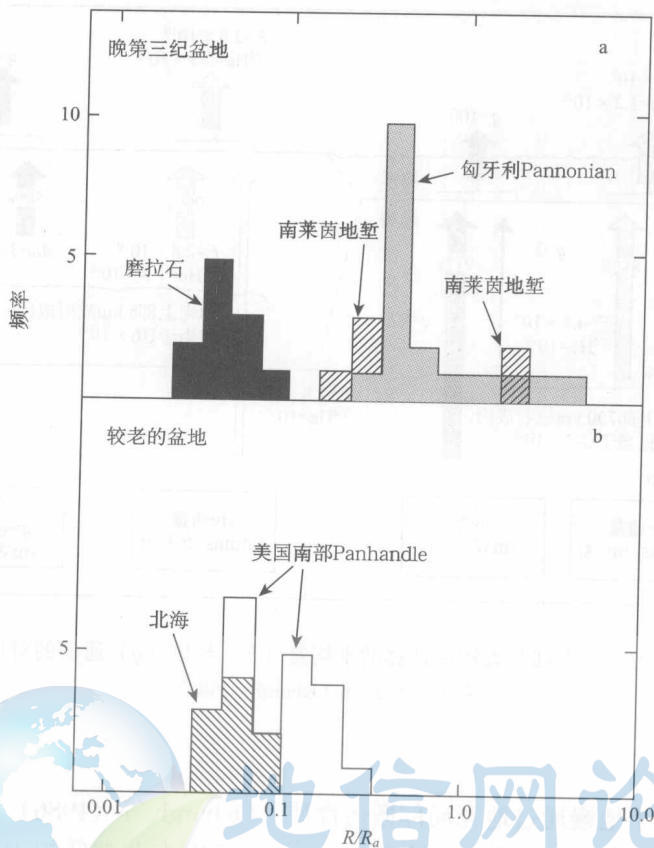 晚第三纪盆地
a
10
匈牙利Pannonian
南莱茵地堑
磨拉石
南莱茵地堑
5
频率
较老的盆地
b
美国南部Panhandle
北海
5
0.01
0.1
1.0
10.0
R/Ra
地信网论